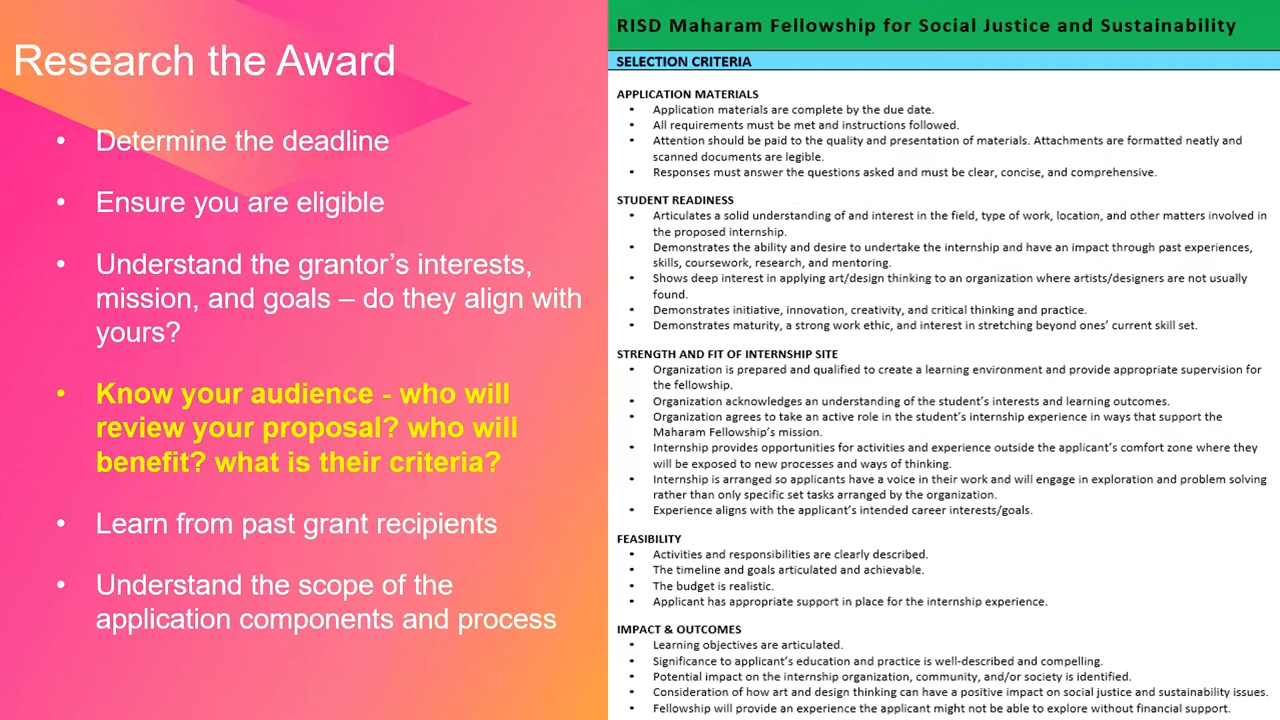 Research the Award
• Determine the deadline
• Ensure you are eligible
• Understand the grantor’s interests,
mission, and goals – do they align with
yours?
• Know your audience - who will
review your proposal? who will
benefit? what is their criteria?
• Learn from past grant recipients
• Understand the scope of the
application components and process
RISD Maharam Fellowship for Social Justice and Sustainability
SELECTION CRITERIA
APPLICATION MATERIALS
• Application materials are complete by the due date.
• All requirements must be met and instructions followed.
• Attention should be paid to the quality and presentation of materials. Attachments are formatted neatly and
scanned documents are legible.
• Responses must answer the questions asked and must be clear, concise, and comprehensive.
STUDENT READINESS
• Articulates a solid understanding of and interest in the field, type of work, location, and other matters involved in
the proposed internship.
• Demonstrates the ability and desire to undertake the internship and have an impact through past experiences,
skills, coursework, research, and mentoring.
• Shows deep interest in applying art/design thinking to an organization where artists/designers are not usually
found.
• Demonstrates initiative, innovation, creativity, and critical thinking and practice.
• Demonstrates maturity, a strong work ethic, and interest in stretching beyond ones’ current skill set.
STRENGTH AND FIT OF INTERNSHIP SITE
• Organization is prepared and qualified to create a learning environment and provide appropriate supervision for
the fellowship.
• Organization acknowledges an understanding of the student’s interests and learning outcomes.
• Organization agrees to take an active role in the student’s internship experience in ways that support the
Maharam Fellowship’s mission.
• Internship provides opportunities for activities and experience outside the applicant’s comfort zone where they
will be exposed to new processes and ways of thinking.
• Internship is arranged so applicants have a voice in their work and will engage in exploration and problem solving
rather than only specific set tasks arranged by the organization.
• Experience aligns with the applicant’s intended career interests/goals.
FEASIBILITY
• Activities and responsibilities are clearly described.
• The timeline and goals articulated and achievable.
• The budget is realistic.
• Applicant has appropriate support in place for the internship experience.
IMPACT & OUTCOMES
• Learning objectives are articulated.
• Significance to applicant’s education and practice is well-described and compelling.
• Potential impact on the internship organization, community, and/or society is identified.
• Consideration of how art and design thinking can have a positive impact on social justice and sustainability issues.
• Fellowship will provide an experience the applicant might not be able to explore without financial support.